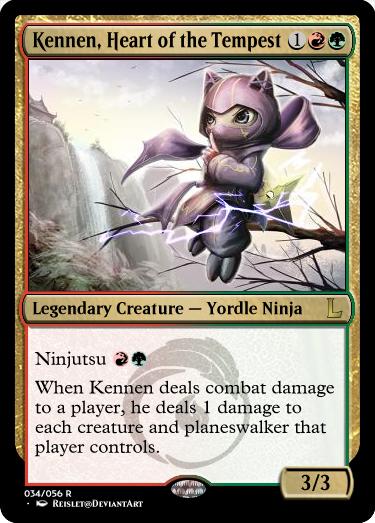 Kennen, Heart of the Tempest 1
Legendary Creature — Yordle Ninja
L
Ninjutsu
When Kennen deals combat damage
to a player, he deals 1 damage to
each creature and planeswalker that
player controls.
3/3
034/056 R
· Reislet@DeviantArt